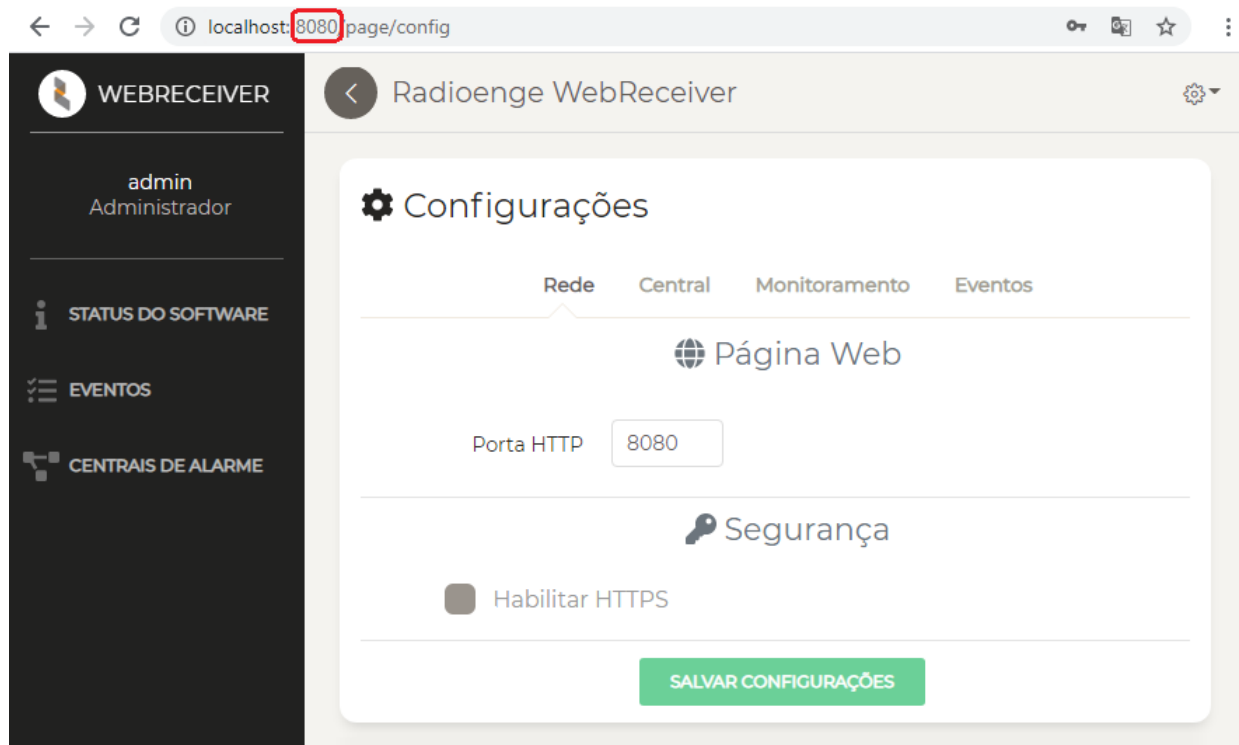 localhost:8080/page/config
WEBRECEIVER
Radioenge WebReceiver
admin
Administrador
STATUS DO SOFTWARE
EVENTOS
CENTRAIS DE ALARME
Configurações
Rede Central Monitoramento Eventos
Página Web
Porta HTTP 8080
Segurança
Habilitar HTTPS
SALVAR CONFIGURAÇÕES